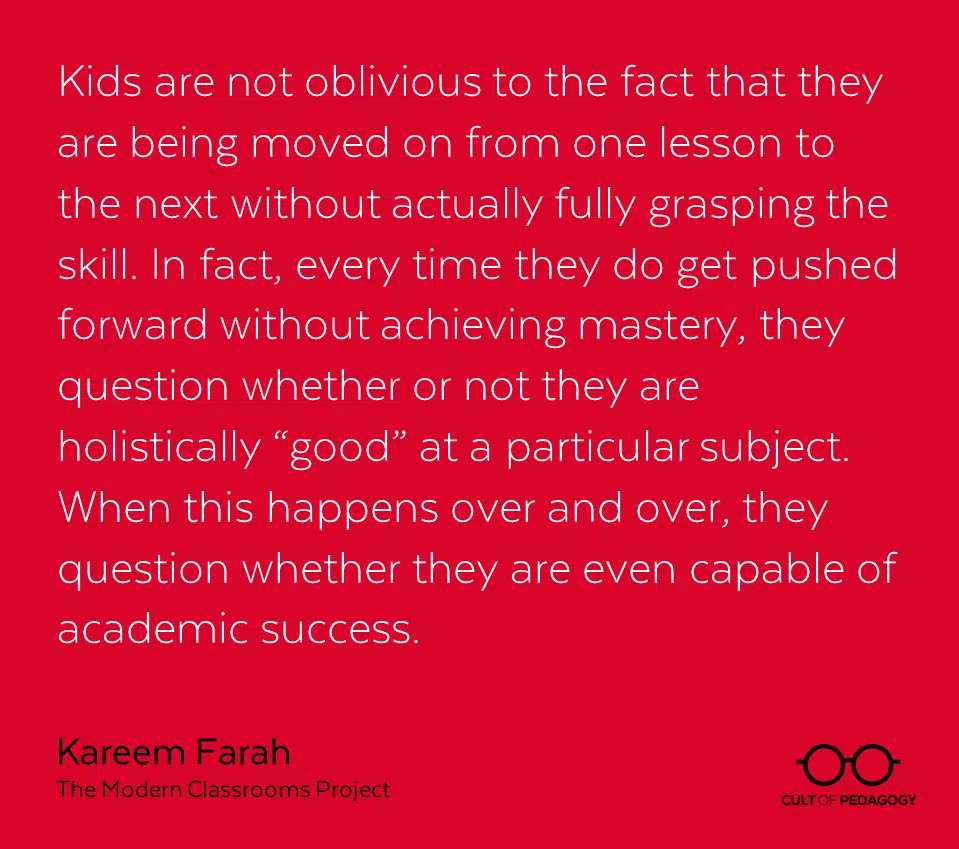 Kids are not oblivious to the fact that they
are being moved on from one lesson to
the next without actually fully grasping the
skill. In fact, every time they do get pushed
forward without achieving mastery, they
question whether or not they are
holistically “good” at a particular subject.
When this happens over and over, they
question whether they are even capable of
academic success.
Kareem Farah
The Modern Classrooms Project
CULT OF PEDAGOGY